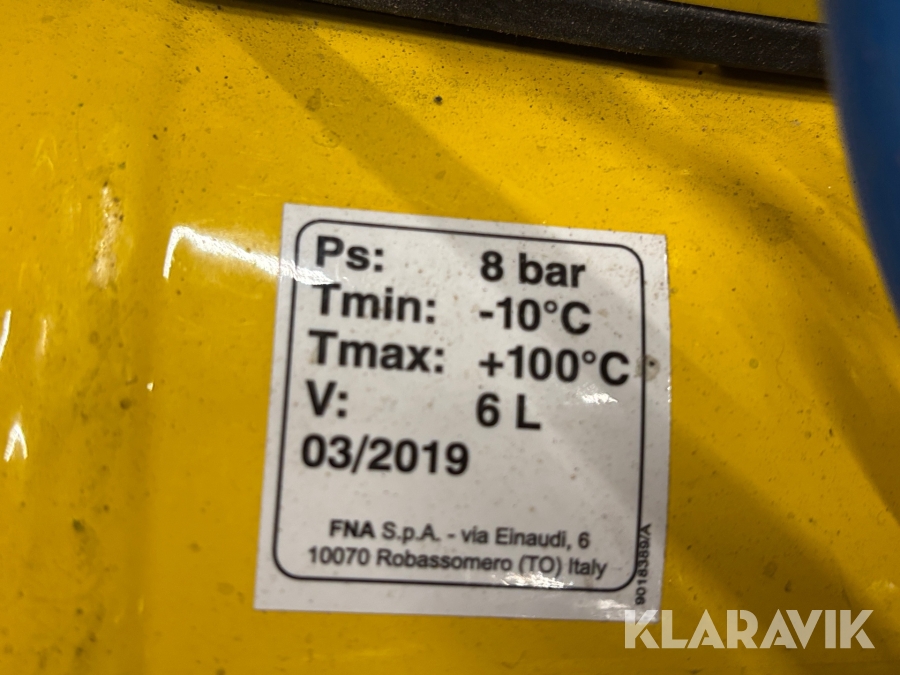 Ps: 8 bar
Tmin: -10°C
Tmax: +100°C
V: 6 L
03/2019
FNA S.p.A. - via Einaudi, 6
10070 Robassomero (TO) Italy
9018389/A
KLARAVIK